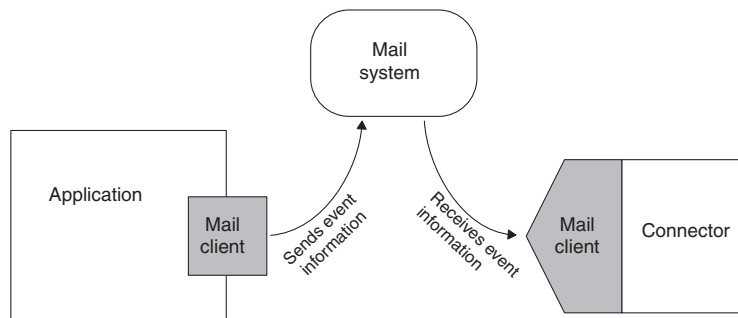 Mail
system
Application
Mail
client
Sends event
information
Receives event
information
Mail
client
Connector